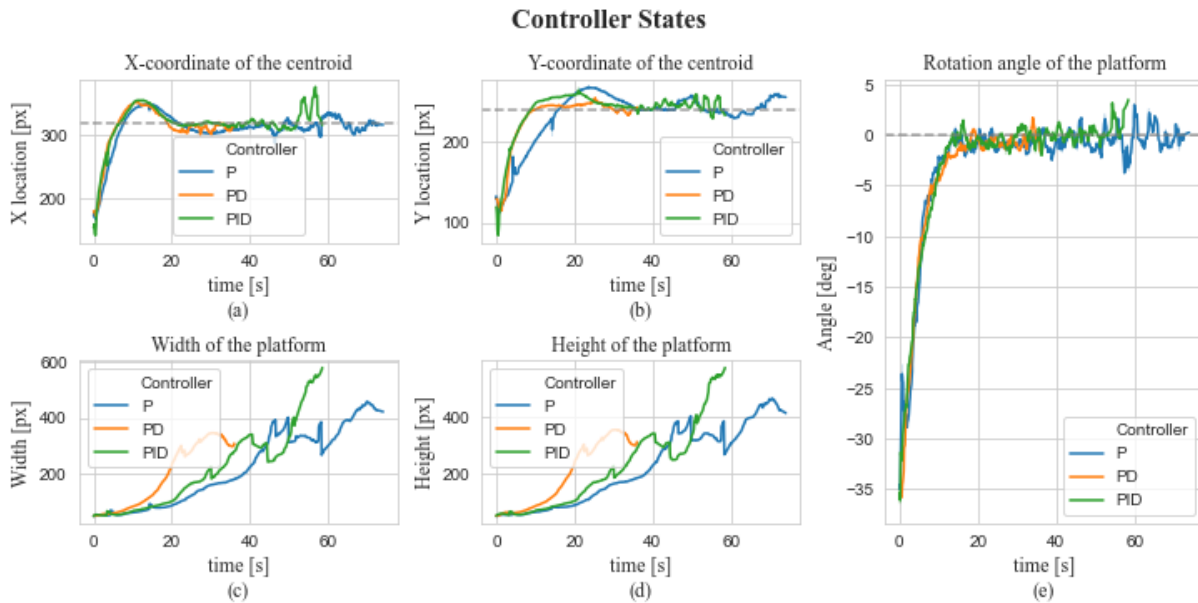 Controller States
X-coordinate of the centroid
X location [px]
300
200
Controller
P
PD
PID
0
20
40
60
time [s]
(a)
Y-coordinate of the centroid
Y location [px]
200
100
Controller
P
PD
PID
0
20
40
60
time [s]
(b)
Width of the platform
Width [px]
600
400
200
Controller
P
PD
PID
0
20
40
60
time [s]
(c)
Height of the platform
Height [px]
400
200
Controller
P
PD
PID
0
20
40
60
time [s]
(d)
Rotation angle of the platform
Angle [deg]
5
0
−5
−10
−15
−20
−25
−30
−35
Controller
P
PD
PID
0
20
40
60
time [s]
(e)